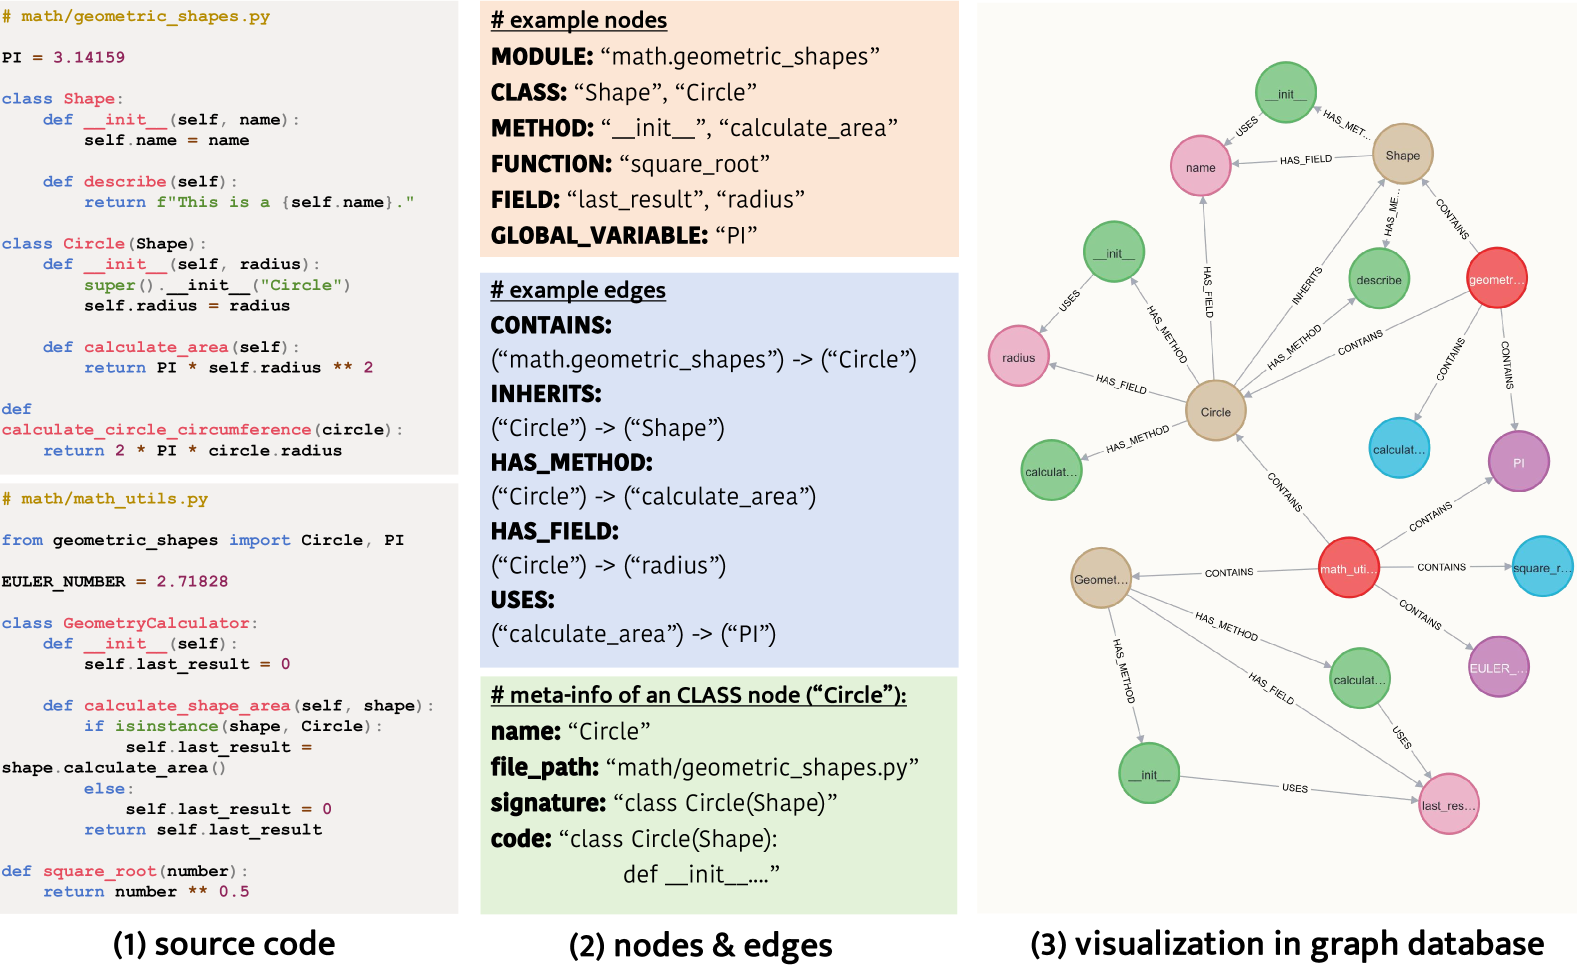 # math/geometric_shapes.py
PI = 3.14159
class Shape:
    def __init__(self, name):
        self.name = name
    def describe(self):
        return f"This is a {self.name}."
class Circle(Shape):
    def __init__(self, radius):
        super().__init__("Circle")
        self.radius = radius
    def calculate_area(self):
        return PI * self.radius ** 2
def
calculate_circle_circumference(circle):
    return 2 * PI * circle.radius
# math/math_utils.py
from geometric_shapes import Circle, PI
EULER_NUMBER = 2.71828
class GeometryCalculator:
    def __init__(self):
        self.last_result = 0
    def calculate_shape_area(self, shape):
        if isinstance(shape, Circle):
            self.last_result =
shape.calculate_area()
        else:
            self.last_result = 0
        return self.last_result
def square_root(number):
    return number ** 0.5
(1) source code
# example nodes
MODULE: “math.geometric_shapes”
CLASS: “Shape”, “Circle”
METHOD: “__init__”, “calculate_area”
FUNCTION: “square_root”
FIELD: “last_result”, “radius”
GLOBAL_VARIABLE: “PI”
# example edges
CONTAINS:
(“math.geometric_shapes”) -> (“Circle”)
INHERITS:
(“Circle”) -> (“Shape”)
HAS_METHOD:
(“Circle”) -> (“calculate_area”)
HAS_FIELD:
(“Circle”) -> (“radius”)
USES:
(“calculate_area”) -> (“PI”)
# meta-info of an CLASS node (“Circle”):
name: “Circle”
file_path: “math/geometric_shapes.py”
signature: “class Circle(Shape)”
code: “class Circle(Shape):
def __init__....”
(2) nodes & edges
__init__
USES
HAS_MET...
Shape
name
HAS_FIELD
HAS_ME...
CONTAINS
__init__
HAS_FIELD
INHERITS
describe
geometr...
USES
HAS_METHOD
HAS_METHOD
CONTAINS
CONTAINS
CONTAINS
radius
HAS_FIELD
Circle
HAS_METHOD
calculat...
calculat...
PI
CONTAINS
CONTAINS
Geomet...
CONTAINS
math_uti...
CONTAINS
square_r...
HAS_METHOD
CONTAINS
HAS_METHOD
HAS_FIELD
calculat...
EULER_...
USES
__init__
USES
last_res...
(3) visualization in graph database